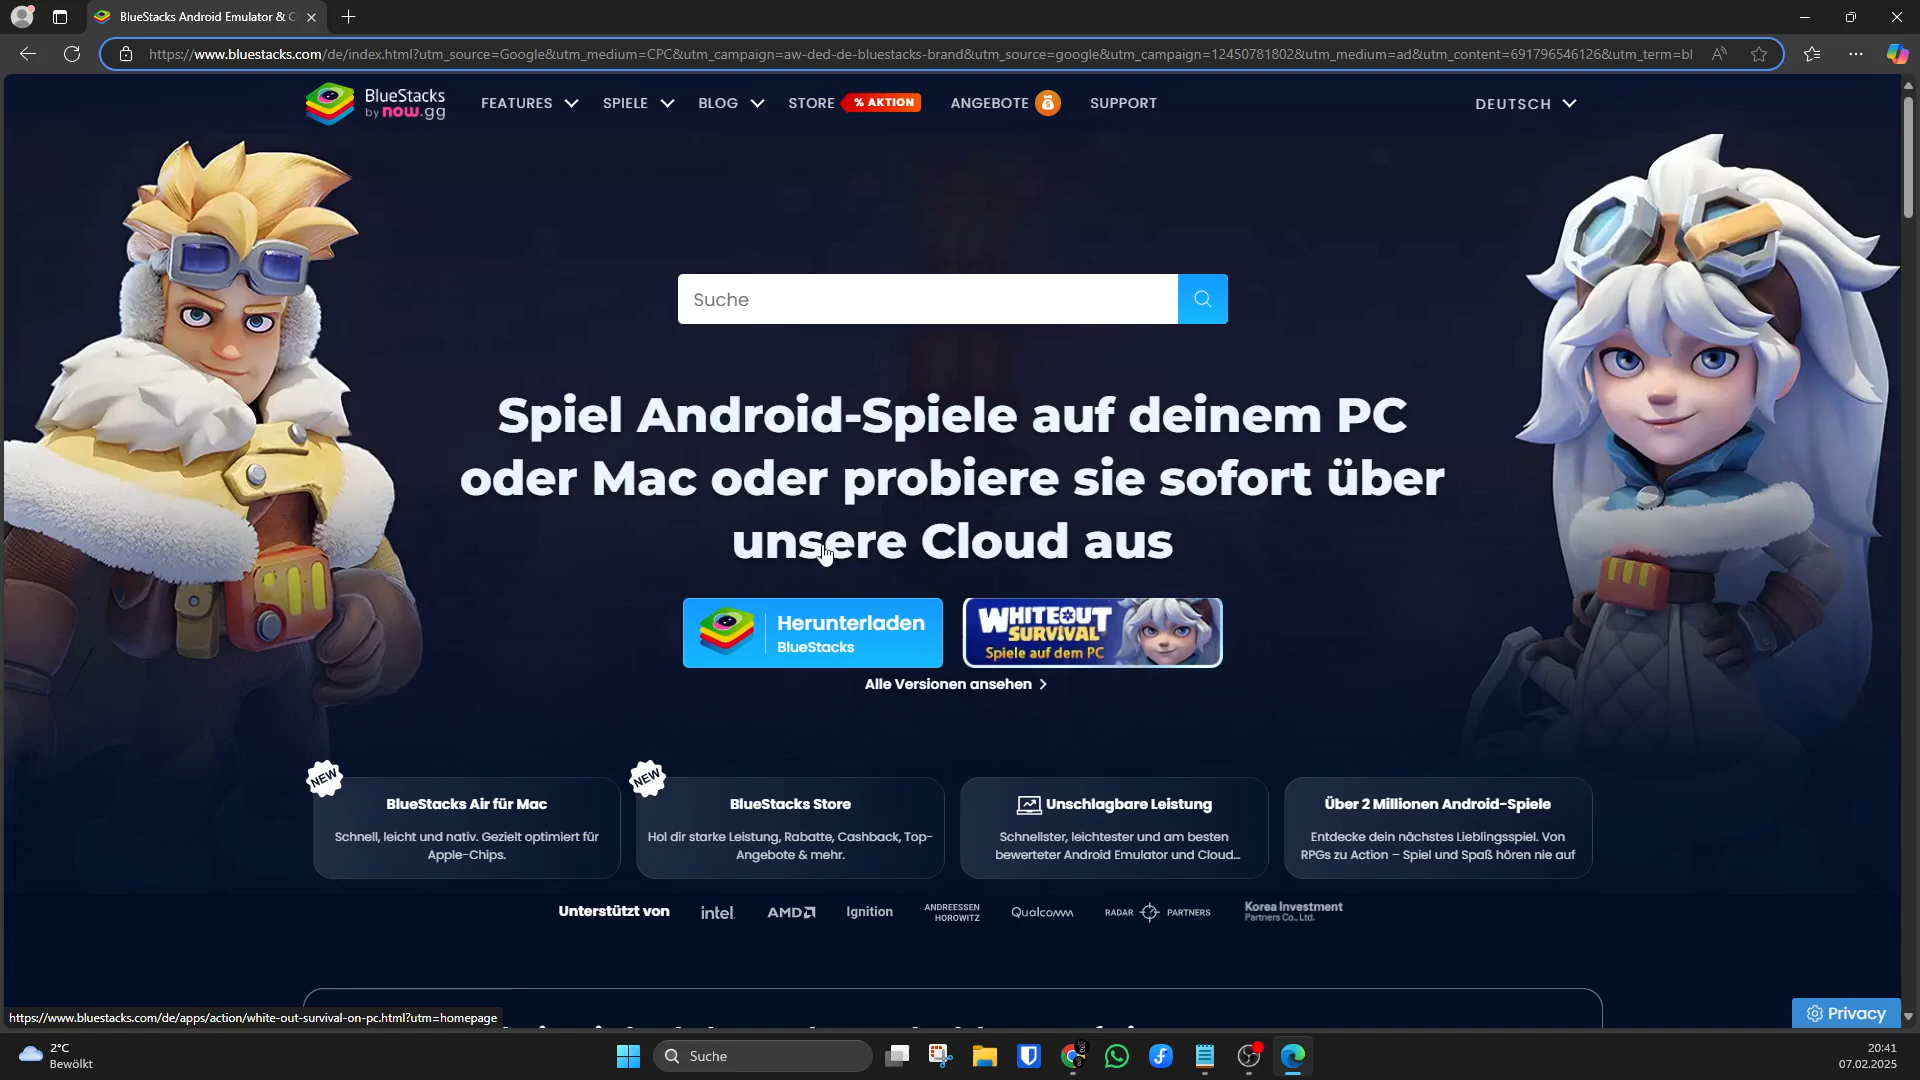 BlueStacks Android Emulator & C
https://www.bluestacks.com/de/index.html?utm_source=Google&utm_medium=CPC&utm_campaign=aw-ded-de-bluestacks-brand&utm_source=google&utm_campaign=12450781802&utm_medium=ad&utm_content=691796546126&utm_term=bl
BlueStacks
by now.gg
FEATURES SPIELE BLOG STORE % AKTION ANGEBOTE SUPPORT DEUTSCH
Suche
Spiel Android-Spiele auf deinem PC
oder Mac oder probiere sie sofort über
unsere Cloud aus
Herunterladen
BlueStacks
WHITEOUT
SURVIVAL
Spiele auf dem PC
Alle Versionen ansehen
NEW
BlueStacks Air für Mac
Schnell, leicht und nativ. Gezielt optimiert für
Apple-Chips.
NEW
BlueStacks Store
Hol dir starke Leistung, Rabatte, Cashback, Top-
Angebote & mehr.
Unschlagbare Leistung
Schnellster, leichtester und am besten
bewerteter Android Emulator und Cloud...
Über 2 Millionen Android-Spiele
Entdecke dein nächstes Lieblingsspiel. Von
RPGs zu Action – Spiel und Spaß hören nie auf
Unterstützt von intel. AMD Ignition ANDREESSEN HOROWITZ Qualcomm RADAR PARTNERS Korea Investment Partners Co., Ltd.
https://www.bluestacks.com/de/apps/action/white-out-survival-on-pc.html?utm=homepage
Privacy
2°C
Bewölkt
Suche
20:41
07.02.2025